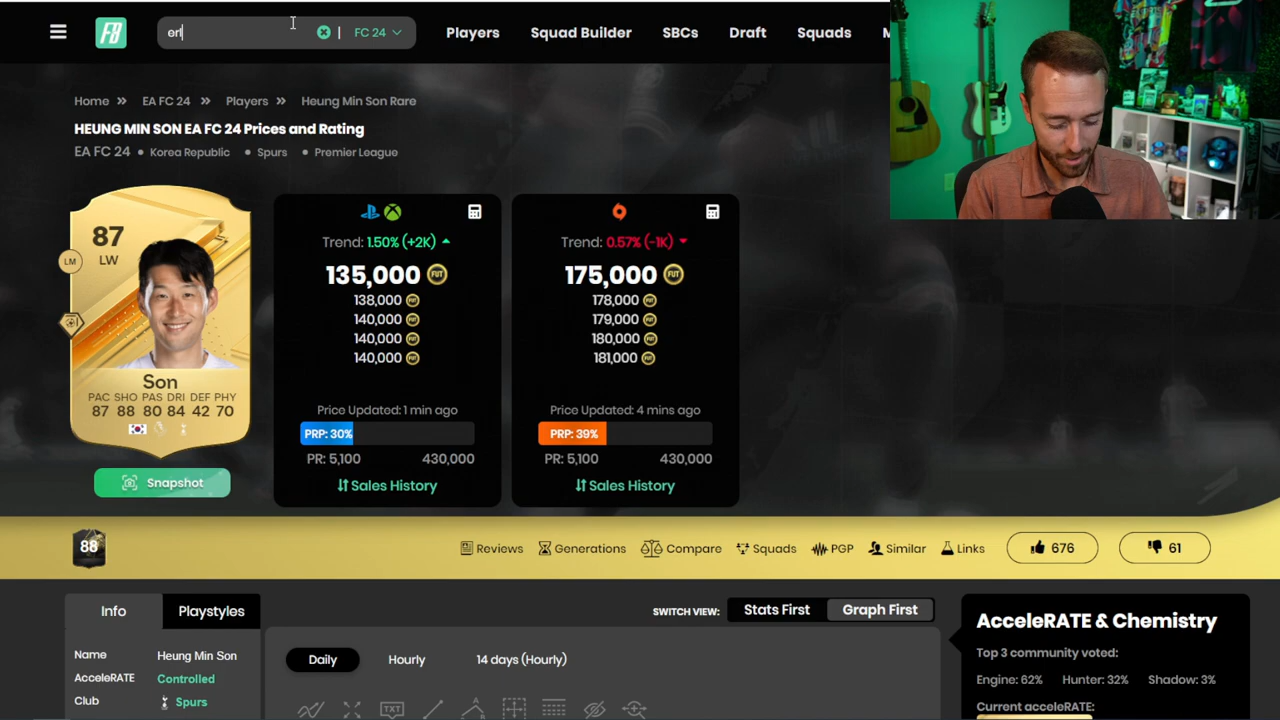 FB
erl
FC 24
Players
Squad Builder
SBCs
Draft
Squads
M
Home » EA FC 24 » Players » Heung Min Son Rare
HEUNG MIN SON EA FC 24 Prices and Rating
EA FC 24 • Korea Republic • Spurs • Premier League
87
LW
LM
Son
PAC SHO PAS DRI DEF PHY
87 88 80 84 42 70
Snapshot
Trend: 1.50% (+2K)
135,000 FUT
138,000
140,000
140,000
140,000
Price Updated: 1 min ago
PRP: 30%
PR: 5,100 430,000
Sales History
Trend: 0.57% (-1K)
175,000 FUT
178,000
179,000
180,000
181,000
Price Updated: 4 mins ago
PRP: 39%
PR: 5,100 430,000
Sales History
88
Reviews
Generations
Compare
Squads
PGP
Similar
Links
676
61
Info
Playstyles
SWITCH VIEW:
Stats First
Graph First
Name Heung Min Son
AcceleRATE Controlled
Club Spurs
Daily
Hourly
14 days (Hourly)
TXT
AcceleRATE & Chemistry
Top 3 community voted:
Engine: 62% Hunter: 32% Shadow: 3%
Current acceleRATE: